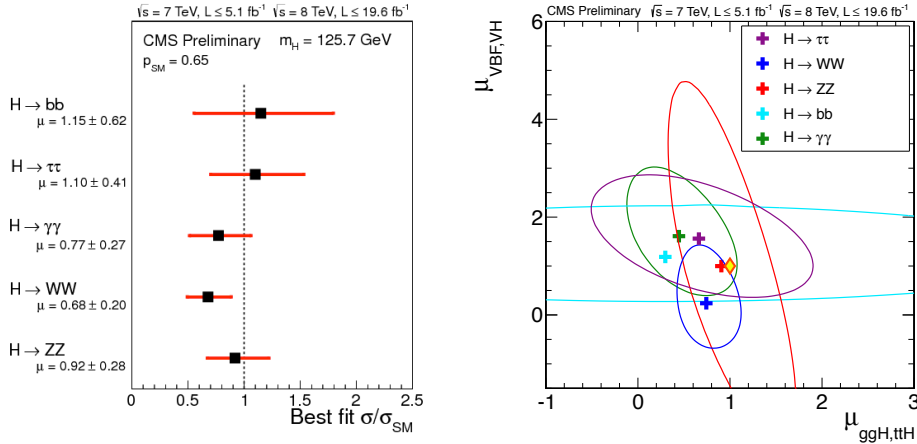 √s = 7 TeV, L ≤ 5.1 fb⁻¹ √s = 8 TeV, L ≤ 19.6 fb⁻¹
CMS Preliminary m_H = 125.7 GeV
p_SM = 0.65
H → bb
μ = 1.15 ± 0.62
H → ττ
μ = 1.10 ± 0.41
H → γγ
μ = 0.77 ± 0.27
H → WW
μ = 0.68 ± 0.20
H → ZZ
μ = 0.92 ± 0.28
0 0.5 1 1.5 2 2.5
Best fit σ/σ_SM
CMS Preliminary √s = 7 TeV, L ≤ 5.1 fb⁻¹ √s = 8 TeV, L ≤ 19.6 fb⁻¹
μ_VBF,VH
6
4
2
0
H → ττ
H → WW
H → ZZ
H → bb
H → γγ
-1 0 1 2 3
μ_ggH,ttH